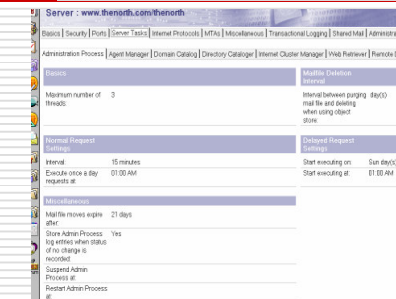 Server : www.thenorth.com/thenorth
Basics | Security | Ports | Server Tasks | Internet Protocols | MTAs | Miscellaneous | Transactional Logging | Shared Mail | Administra
Administration Process | Agent Manager | Domain Catalog | Directory Cataloger | Internet Cluster Manager | Web Retriever | Remote
Basics
Maximum number of threads: 3
Mailfile Deletion
Interval
Interval between purging day(s)
mail file and deleting
when using object
store:
Normal Request
Settings
Interval: 15 minutes
Execute once a day 01:00 AM
requests at:
Delayed Request
Settings
Start executing on: Sun day(s)
Start executing at: 01:00 AM
Miscellaneous
Mail file moves expire 21 days
after:
Store Admin Process Yes
log entries when status
of no change is
recorded:
Suspend Admin
Process at:
Restart Admin Process
at: